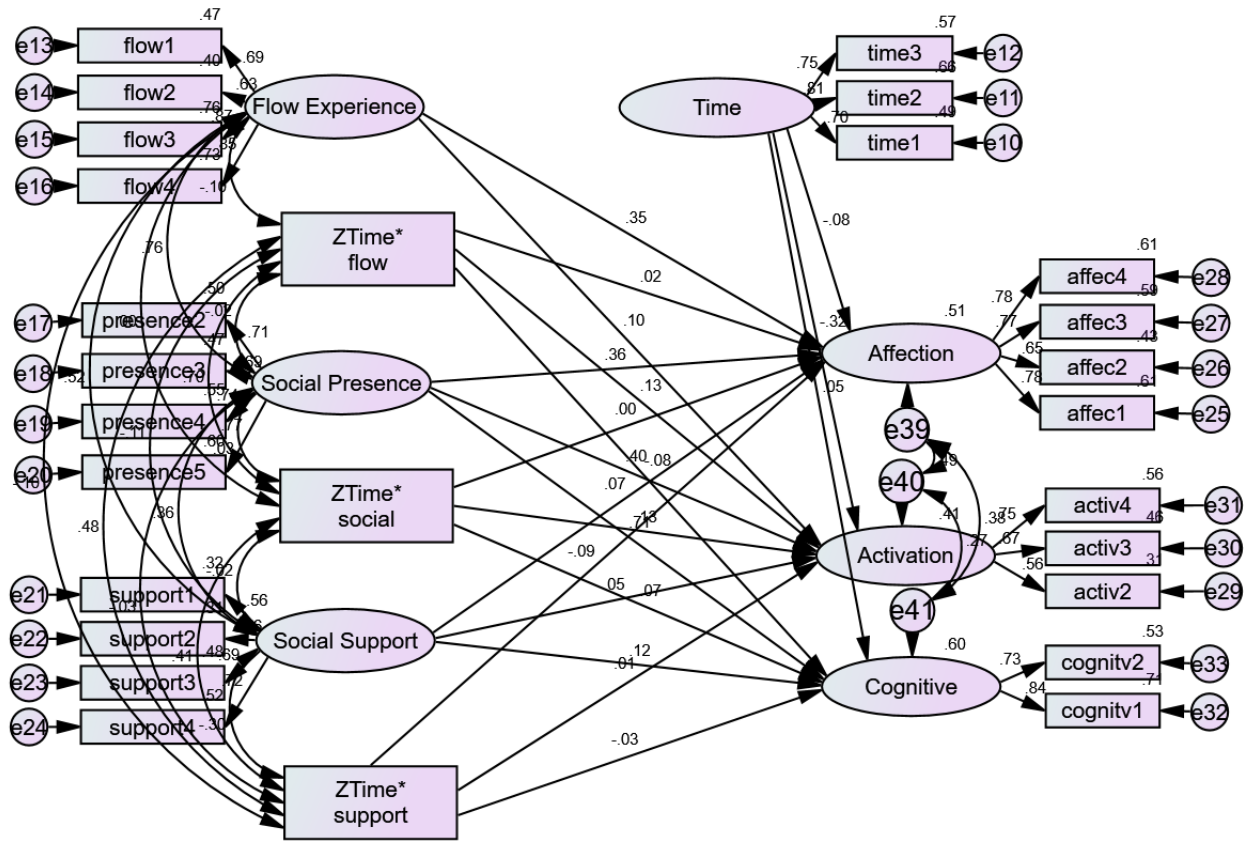 .47
e13
flow1
.69
.40
e14
flow2
.63
.76
e15
flow3
.87
.85
.73
e16
flow4
-.10
Flow Experience
Time
.57
.75
time3
e12
.66
.81
time2
e11
.49
.70
time1
e10
ZTime*
flow
.76
.35
-.08
.02
.50
-.02
.10
-.32
.61
.78
affec4
e28
.59
.77
affec3
e27
.43
.65
affec2
e26
.61
.78
affec1
e25
.51
Affection
e17
presence2
.71
.47
e18
presence3
.52
e19
presence4
-.11
e20
presence5
Social Presence
.36
.13
.05
.00
.40
-.08
.07
ZTime*
social
.48
.36
-.09
e39
e40
.49
.41
.38
.27
.56
.75
activ4
e31
.46
.67
activ3
e30
.31
.56
activ2
e29
Activation
e41
.32
-.02
e21
support1
.56
-.03
e22
support2
.48
.69
e23
support3
.41
.52
e24
support4
-.30
Social Support
.05
.07
.12
.01
-.03
.60
Cognitive
.53
.73
cognitv2
e33
.71
.84
cognitv1
e32
ZTime*
support